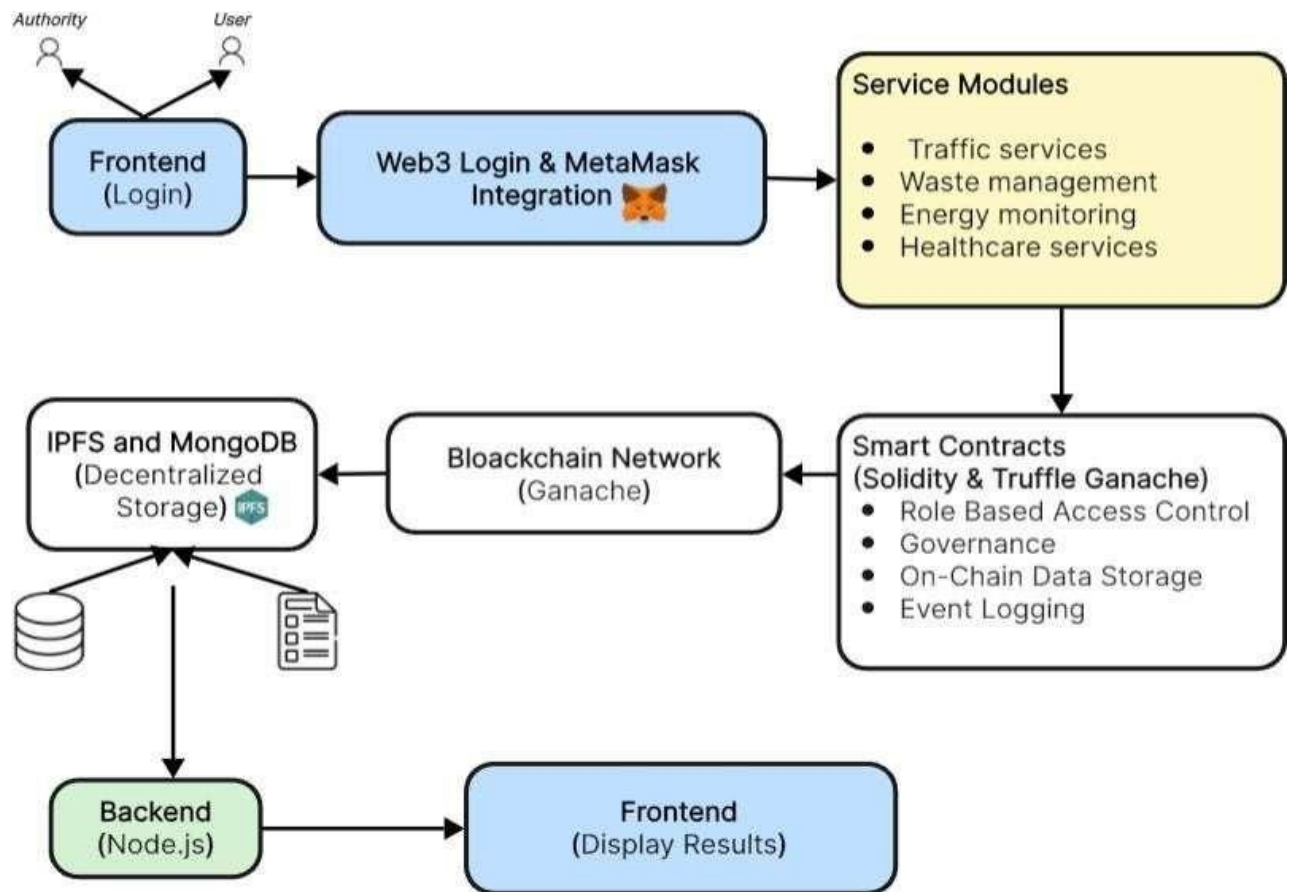 Authority
User
Frontend
(Login)
Web3 Login & MetaMask
Integration
Service Modules
• Traffic services
• Waste management
• Energy monitoring
• Healthcare services
IPFS and MongoDB
(Decentralized
Storage)
IPFS
Bloackchain Network
(Ganache)
Smart Contracts
(Solidity & Truffle Ganache)
• Role Based Access Control
• Governance
• On-Chain Data Storage
• Event Logging
Backend
(Node.js)
Frontend
(Display Results)